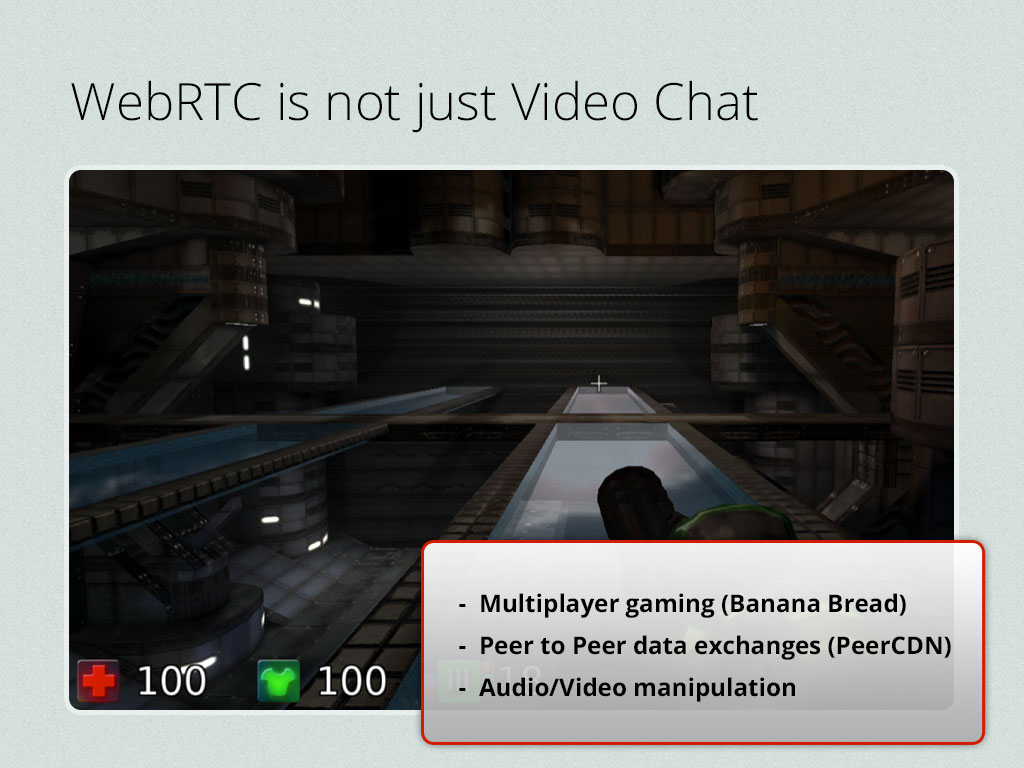 WebRTC is not just Video Chat
100 100 18
- Multiplayer gaming (Banana Bread)
- Peer to Peer data exchanges (PeerCDN)
- Audio/Video manipulation